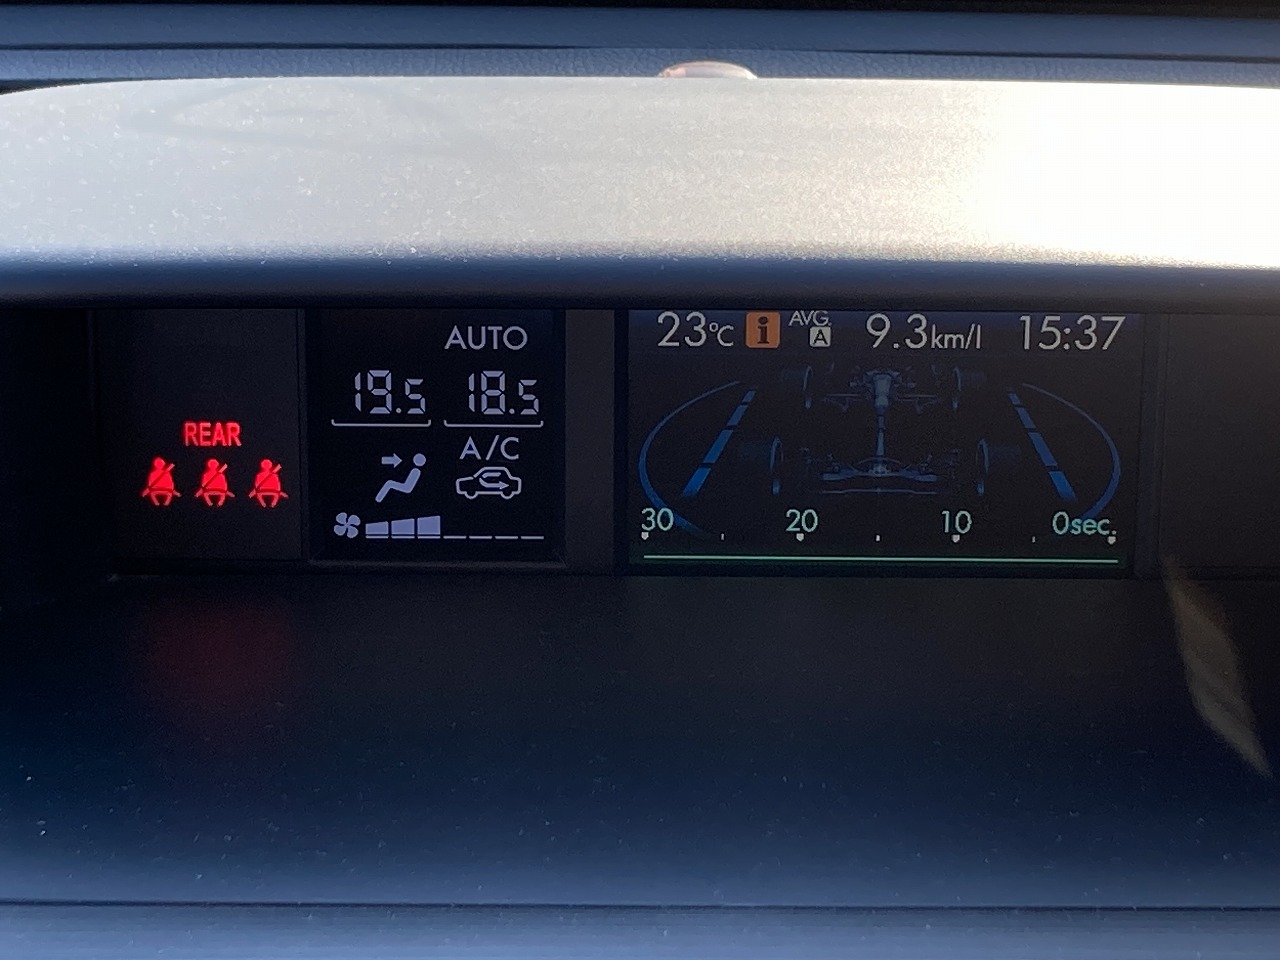 REAR
AUTO
19.5 18.5
A/C
23°C i AVG A 9.3km/l 15:37
30 20 10 0sec.